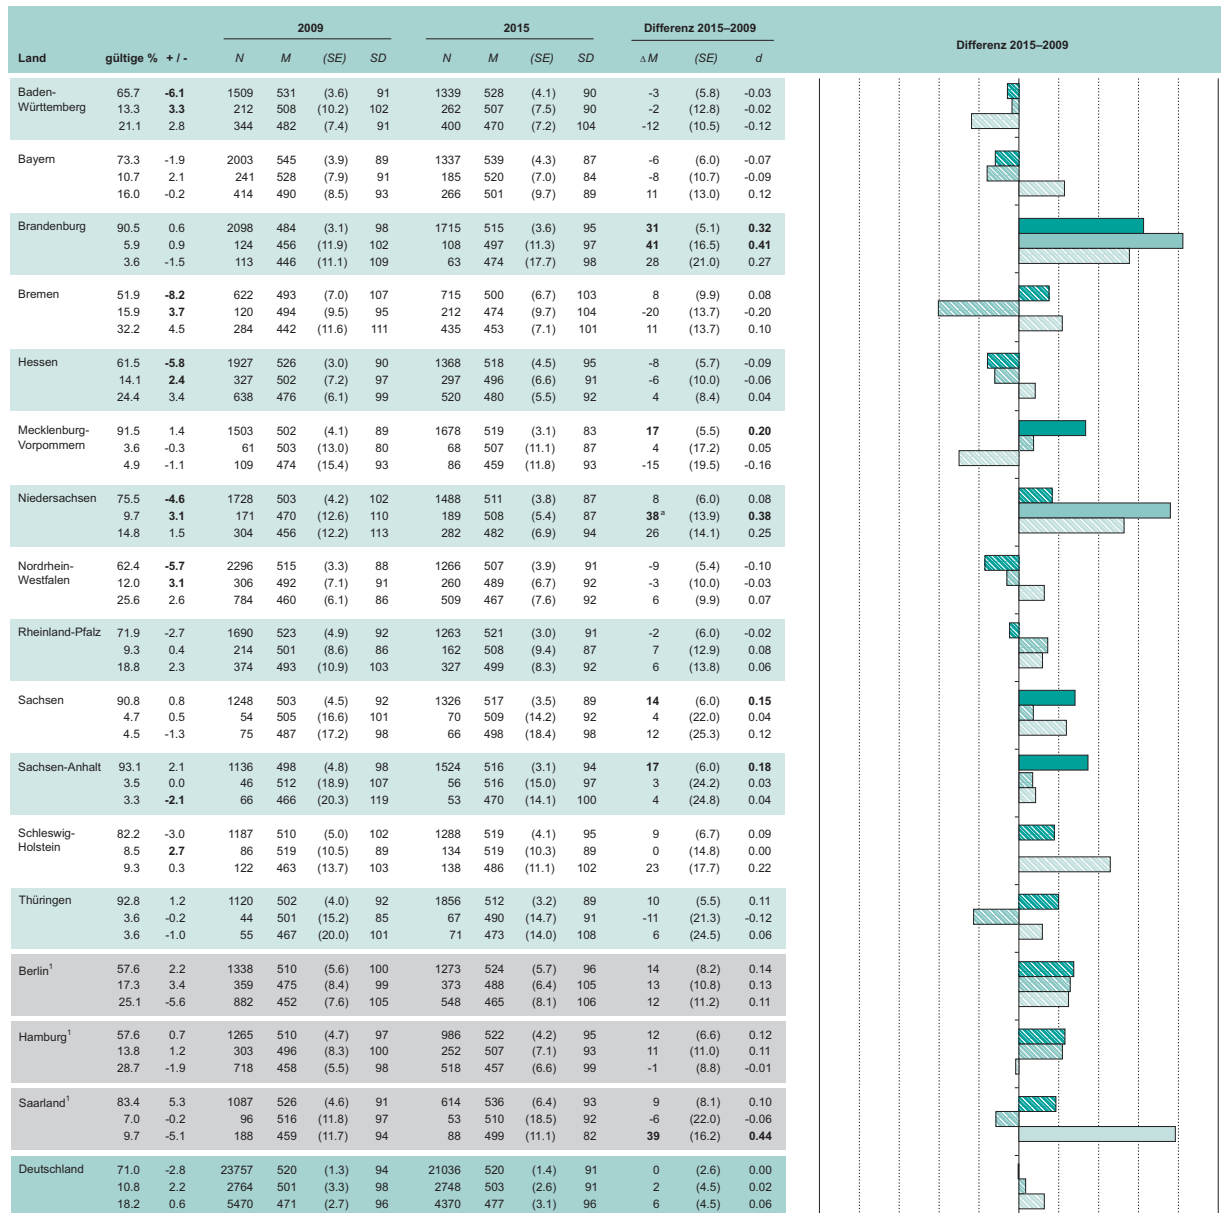 2009 2015 Differenz 2015–2009 Differenz 2015–2009
Land gültige % + / - N M (SE) SD N M (SE) SD Δ M (SE) d
Baden- 65.7 -6.1 1509 531 (3.6) 91 1339 528 (4.1) 90 -3 (5.8) -0.03
Württemberg 13.3 3.3 212 508 (10.2) 102 262 507 (7.5) 90 -2 (12.8) -0.02
21.1 2.8 344 482 (7.4) 91 400 470 (7.2) 104 -12 (10.5) -0.12
Bayern 73.3 -1.9 2003 545 (3.9) 89 1337 539 (4.3) 87 -6 (6.0) -0.07
10.7 2.1 241 528 (7.9) 91 185 520 (7.0) 84 -8 (10.7) -0.09
16.0 -0.2 414 490 (8.5) 93 266 501 (9.7) 89 11 (13.0) 0.12
Brandenburg 90.5 0.6 2098 484 (3.1) 98 1715 515 (3.6) 95 31 (5.1) 0.32
5.9 0.9 124 456 (11.9) 102 108 497 (11.3) 97 41 (16.5) 0.41
3.6 -1.5 113 446 (11.1) 109 63 474 (17.7) 98 28 (21.0) 0.27
Bremen 51.9 -8.2 622 493 (7.0) 107 715 500 (6.7) 103 8 (9.9) 0.08
15.9 3.7 120 494 (9.5) 95 212 474 (9.7) 104 -20 (13.7) -0.20
32.2 4.5 284 442 (11.6) 111 435 453 (7.1) 101 11 (13.7) 0.10
Hessen 61.5 -5.8 1927 526 (3.0) 90 1368 518 (4.5) 95 -8 (5.7) -0.09
14.1 2.4 327 502 (7.2) 97 297 496 (6.6) 91 -6 (10.0) -0.06
24.4 3.4 638 476 (6.1) 99 520 480 (5.5) 92 4 (8.4) 0.04
Mecklenburg- 91.5 1.4 1503 502 (4.1) 89 1678 519 (3.1) 83 17 (5.5) 0.20
Vorpommern 3.6 -0.3 61 503 (13.0) 80 68 507 (11.1) 87 4 (17.2) 0.05
4.9 -1.1 109 474 (15.4) 93 86 459 (11.8) 93 -15 (19.5) -0.16
Niedersachsen 75.5 -4.6 1728 503 (4.2) 102 1488 511 (3.8) 87 8 (6.0) 0.08
9.7 3.1 171 470 (12.6) 110 189 508 (5.4) 87 38ᵃ (13.9) 0.38
14.8 1.5 304 456 (12.2) 113 282 482 (6.9) 94 26 (14.1) 0.25
Nordrhein- 62.4 -5.7 2296 515 (3.3) 88 1266 507 (3.9) 91 -9 (5.4) -0.10
Westfalen 12.0 3.1 306 492 (7.1) 91 260 489 (6.7) 92 -3 (10.0) -0.03
25.6 2.6 784 460 (6.1) 86 509 467 (7.6) 92 6 (9.9) 0.07
Rheinland-Pfalz 71.9 -2.7 1690 523 (4.9) 92 1263 521 (3.0) 91 -2 (6.0) -0.02
9.3 0.4 214 501 (8.6) 86 162 508 (9.4) 87 7 (12.9) 0.08
18.8 2.3 374 493 (10.9) 103 327 499 (8.3) 92 6 (13.8) 0.06
Sachsen 90.8 0.8 1248 503 (4.5) 92 1326 517 (3.5) 89 14 (6.0) 0.15
4.7 0.5 54 505 (16.6) 101 70 509 (14.2) 92 4 (22.0) 0.04
4.5 -1.3 75 487 (17.2) 98 66 498 (18.4) 98 12 (25.3) 0.12
Sachsen-Anhalt 93.1 2.1 1136 498 (4.8) 98 1524 516 (3.1) 94 17 (6.0) 0.18
3.5 0.0 46 512 (18.9) 107 56 516 (15.0) 97 3 (24.2) 0.03
3.3 -2.1 66 466 (20.3) 119 53 470 (14.1) 100 4 (24.8) 0.04
Schleswig- 82.2 -3.0 1187 510 (5.0) 102 1288 519 (4.1) 95 9 (6.7) 0.09
Holstein 8.5 2.7 86 519 (10.5) 89 134 519 (10.3) 89 0 (14.8) 0.00
9.3 0.3 122 463 (13.7) 103 138 486 (11.1) 102 23 (17.7) 0.22
Thüringen 92.8 1.2 1120 502 (4.0) 92 1856 512 (3.2) 89 10 (5.5) 0.11
3.6 -0.2 44 501 (15.2) 85 67 490 (14.7) 91 -11 (21.3) -0.12
3.6 -1.0 55 467 (20.0) 101 71 473 (14.0) 108 6 (24.5) 0.06
Berlin¹ 57.6 2.2 1338 510 (5.6) 100 1273 524 (5.7) 96 14 (8.2) 0.14
17.3 3.4 359 475 (8.4) 99 373 488 (6.4) 105 13 (10.8) 0.13
25.1 -5.6 882 452 (7.6) 105 548 465 (8.1) 106 12 (11.2) 0.11
Hamburg¹ 57.6 0.7 1265 510 (4.7) 97 986 522 (4.2) 95 12 (6.6) 0.12
13.8 1.2 303 496 (8.3) 100 252 507 (7.1) 93 11 (11.0) 0.11
28.7 -1.9 718 458 (5.5) 98 518 457 (6.6) 99 -1 (8.8) -0.01
Saarland¹ 83.4 5.3 1087 526 (4.6) 91 614 536 (6.4) 93 9 (8.1) 0.10
7.0 -0.2 96 516 (11.8) 97 53 510 (18.5) 92 -6 (22.0) -0.06
9.7 -5.1 188 459 (11.7) 94 88 499 (11.1) 82 39 (16.2) 0.44
Deutschland 71.0 -2.8 23757 520 (1.3) 94 21036 520 (1.4) 91 0 (2.6) 0.00
10.8 2.2 2764 501 (3.3) 98 2748 503 (2.6) 91 2 (4.5) 0.02
18.2 0.6 5470 471 (2.7) 96 4370 477 (3.1) 96 6 (4.5) 0.06